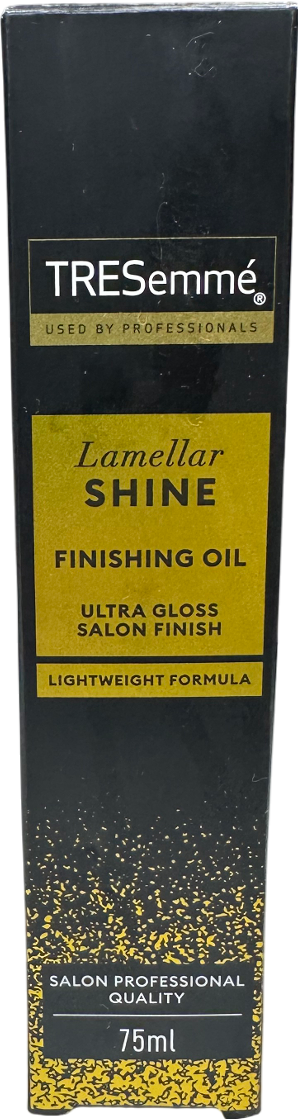 TRESemmé®
USED BY PROFESSIONALS
Lamellar
SHINE
FINISHING OIL
ULTRA GLOSS
SALON FINISH
LIGHTWEIGHT FORMULA
SALON PROFESSIONAL
QUALITY
75ml